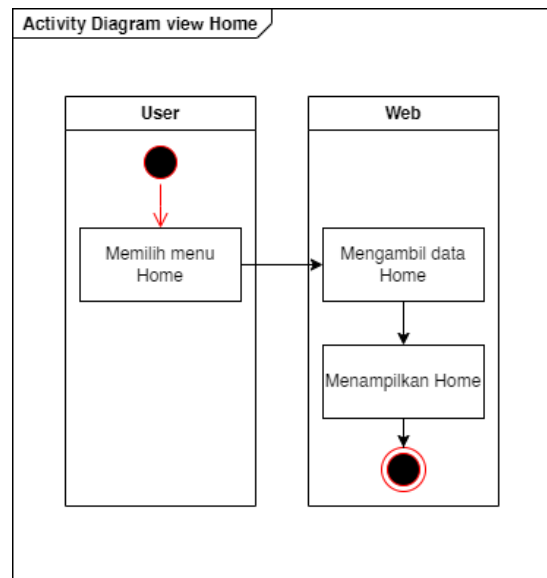 Activity Diagram view Home
User
Web
Memilih menu
Home
Mengambil data
Home
Menampilkan Home